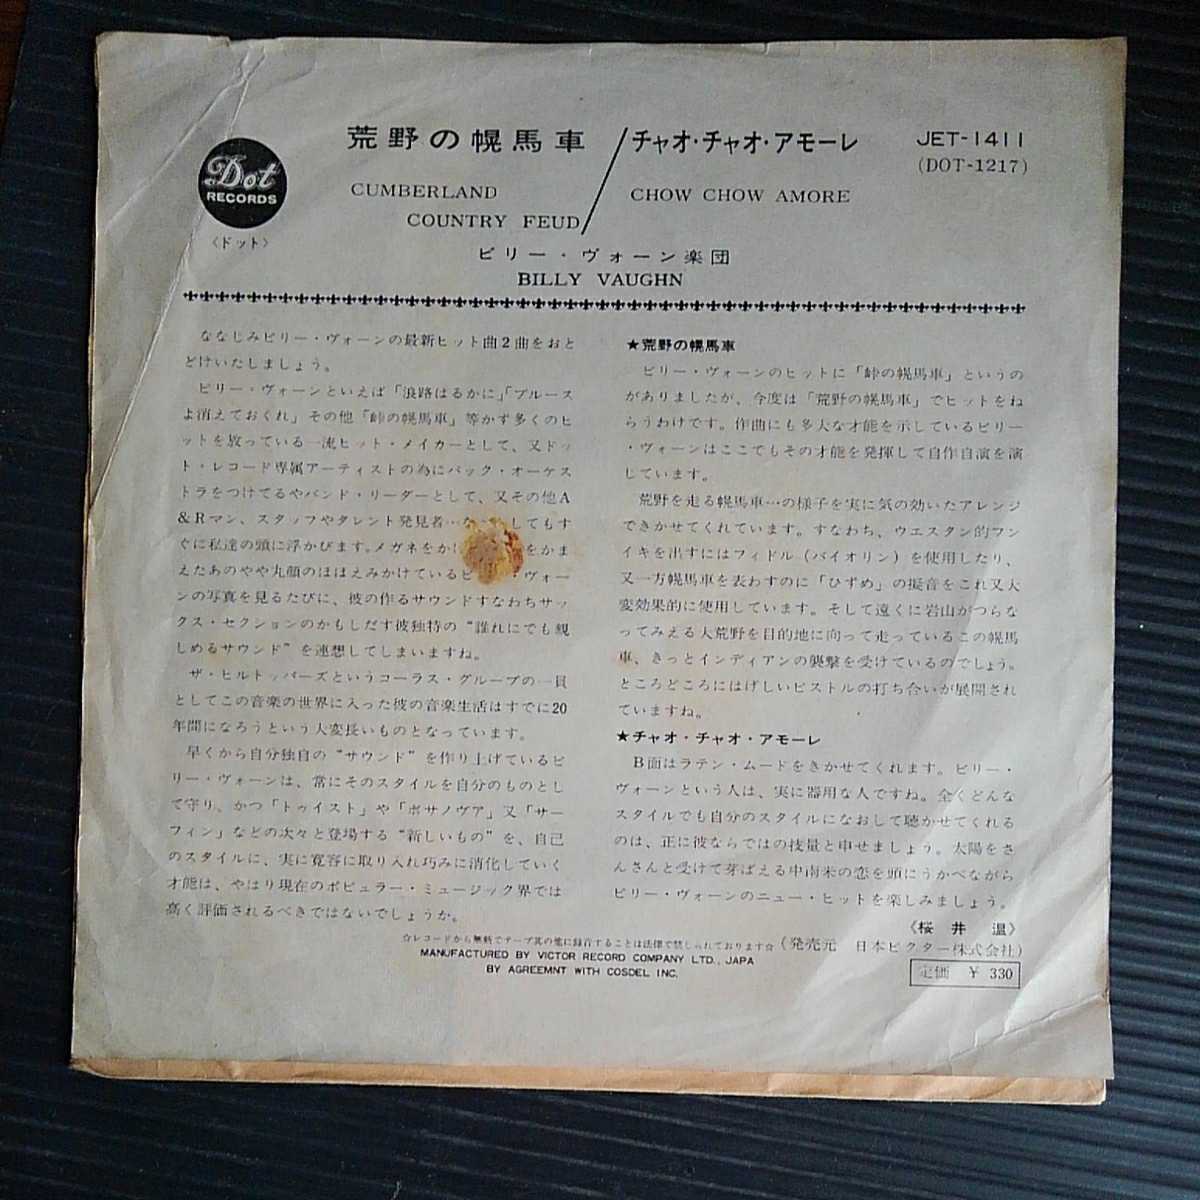 Dot
RECORDS
〈ドット〉
荒野の幌馬車
CUMBERLAND
COUNTRY FEUD
チャオ・チャオ・アモーレ
CHOW CHOW AMORE
JET-1411
(DOT-1217)
ビリー・ヴォーン楽団
BILLY VAUGHN
ななじみビリー・ヴォーンの最新ヒット曲2曲をおと
どけいたしましょう。
ビリー・ヴォーンといえば「浪路はるかに」「ブルース
よ消えておくれ」その他「峠の幌馬車」等かず多くのヒ
ットを放っている一流ヒット・メイカーとして、又ドッ
ト・レコード専属アーティストの為にバック・オーケス
トラをつけてるやバンド・リーダーとして、又その他A
&Rマン、スタッフやタレント発見者…な してもす
ぐに私達の頭に浮かびます。メガネをか をかま
えたあのやや丸顔のほほえみかけているビ ・ヴォー
ンの写真を見るたびに、彼の作るサウンドすなわちサッ
クス・セクションのかもしだす彼独特の“誰れにでも親
しめるサウンド”を連想してしまいますね。
ザ・ヒルトッパーズというコーラス・グループの一員
としてこの音楽の世界に入った彼の音楽生活はすでに20
年間になろうという大変長いものとなっています。
早くから自分独自の“サウンド”を作り上げているビ
リー・ヴォーンは、常にそのスタイルを自分のものとし
て守り、かつ「トゥイスト」や「ボサノヴア」又「サー
フィン」などの次々と登場する“新しいもの”を、自己
のスタイルに、実に寛容に取り入れ巧みに消化していく
才能は、やはり現在のポピュラー・ミュージック界では
高く評価されるべきではないでしょうか。
★荒野の幌馬車
ビリー・ヴォーンのヒットに「峠の幌馬車」というの
がありましたが、今度は「荒野の幌馬車」でヒットをね
らうわけです。作曲にも多大な才能を示しているビリー
・ヴォーンはここでもその才能を発揮して自作自演を演
じています。
荒野を走る幌馬車…の様子を実に気の効いたアレンジ
できかせてくれています。すなわち、ウエスタン的フン
イキを出すにはフィドル（バイオリン）を使用したり、
又一方幌馬車を表わすのに「ひずめ」の擬音をこれ又大
変効果的に使用しています。そして遠くに岩山がつらな
ってみえる大荒野を目的地に向って走っているこの幌馬
車、きっとインディアンの襲撃を受けているのでしょう。
ところどころにはげしいピストルの打ち合いが展開され
ていますね。
★チャオ・チャオ・アモーレ
B面はラテン・ムードをきかせてくれます。ビリー・
ヴォーンという人は、実に器用な人ですね。全くどんな
スタイルでも自分のスタイルになおして聴かせてくれる
のは、正に彼ならではの技量と申せましょう。太陽をさ
んさんと受けて芽ばえる中南米の恋を頭にうかべながら
ビリー・ヴォーンのニュー・ヒットを楽しみましょう。
《桜井 温》
☆レコードから無断でテープ其の他に録音することは法律で禁じられております☆（発売元 日本ビクター株式会社）
MANUFACTURED BY VICTOR RECORD COMPANY LTD., JAPA
BY AGREEMNT WITH COSDEL INC.
定価 ￥330